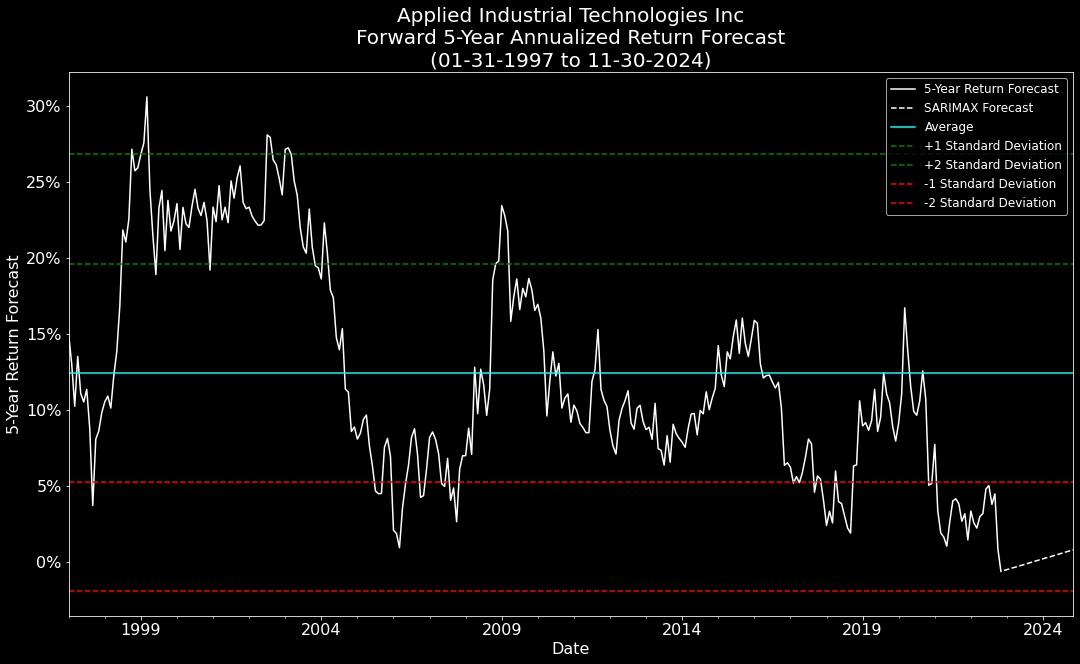 Applied Industrial Technologies Inc
Forward 5-Year Annualized Return Forecast
(01-31-1997 to 11-30-2024)
5-Year Return Forecast
SARIMAX Forecast
Average
+1 Standard Deviation
+2 Standard Deviation
-1 Standard Deviation
-2 Standard Deviation
5-Year Return Forecast
30%
25%
20%
15%
10%
5%
0%
1999 2004 2009 2014 2019 2024
Date